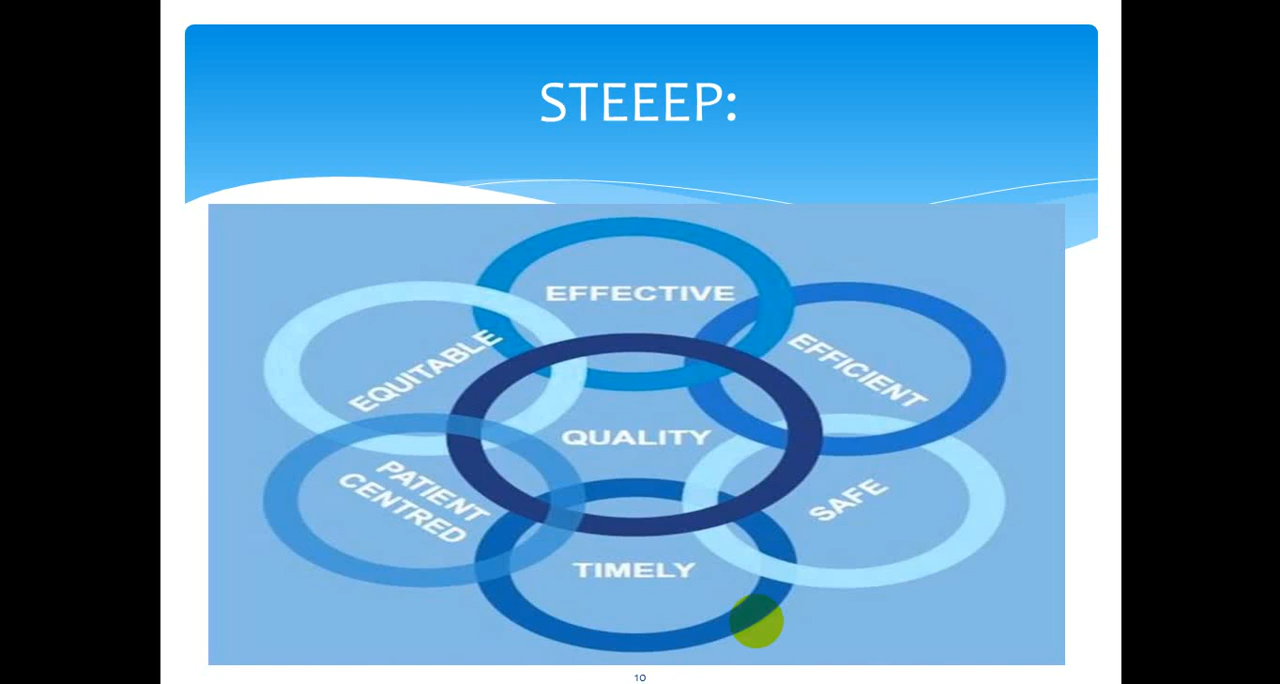 STEEEP:
EFFECTIVE
EQUITABLE
EFFICIENT
QUALITY
PATIENT
CENTRED
SAFE
TIMELY
10